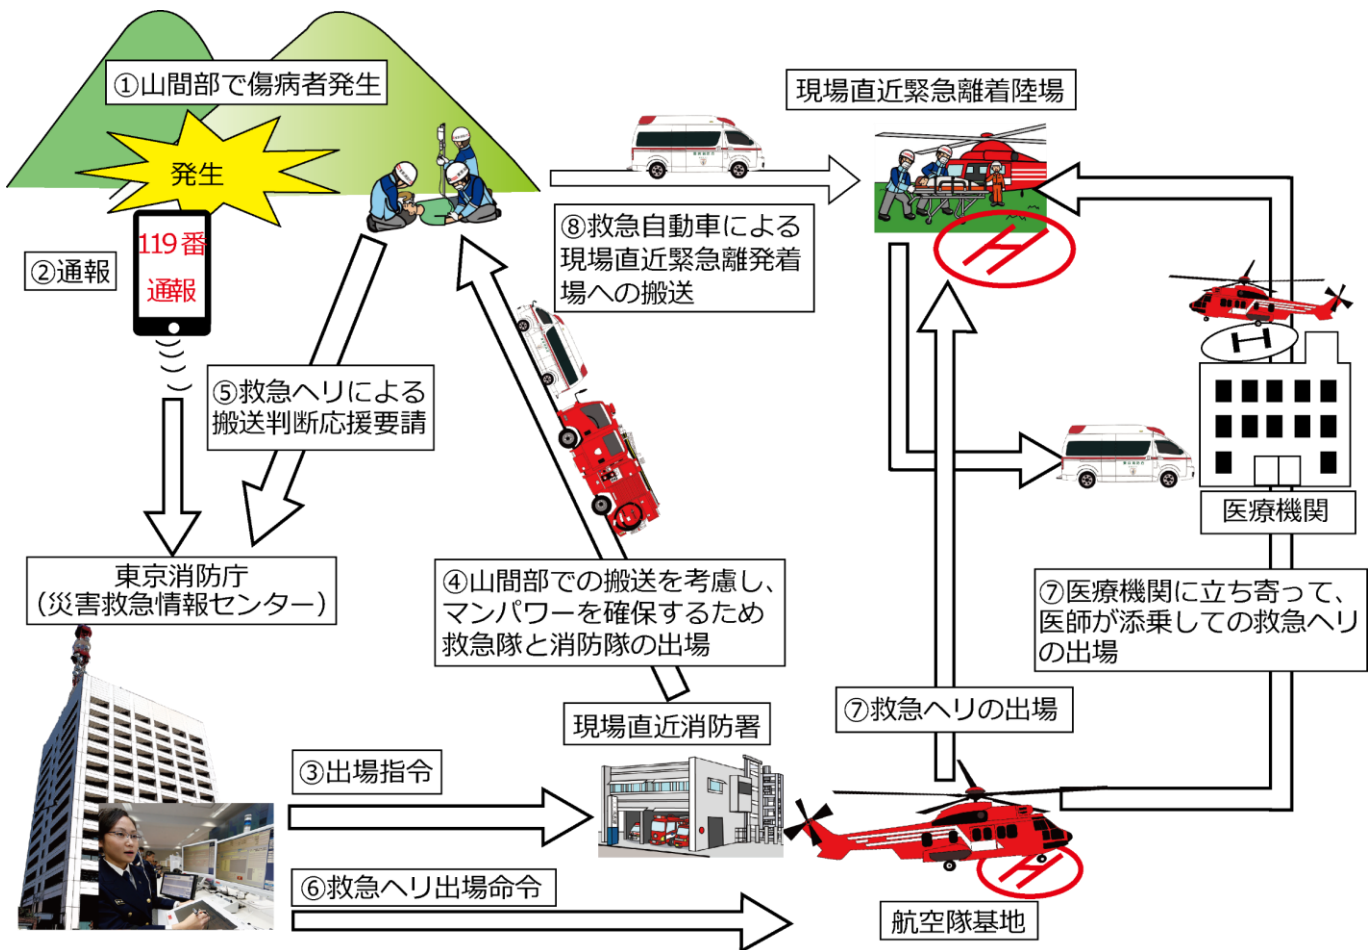 ①山間部で傷病者発生
発生
119番
通報
②通報
現場直近緊急離着陸場
⑧救急自動車による
現場直近緊急離発着
場への搬送
⑤救急ヘリによる
搬送判断応援要請
医療機関
東京消防庁
（災害救急情報センター）
④山間部での搬送を考慮し、
マンパワーを確保するため
救急隊と消防隊の出場
⑦医療機関に立ち寄って、
医師が添乗しての救急ヘリ
の出場
⑦救急ヘリの出場
現場直近消防署
③出場指令
⑥救急ヘリ出場命令
航空隊基地